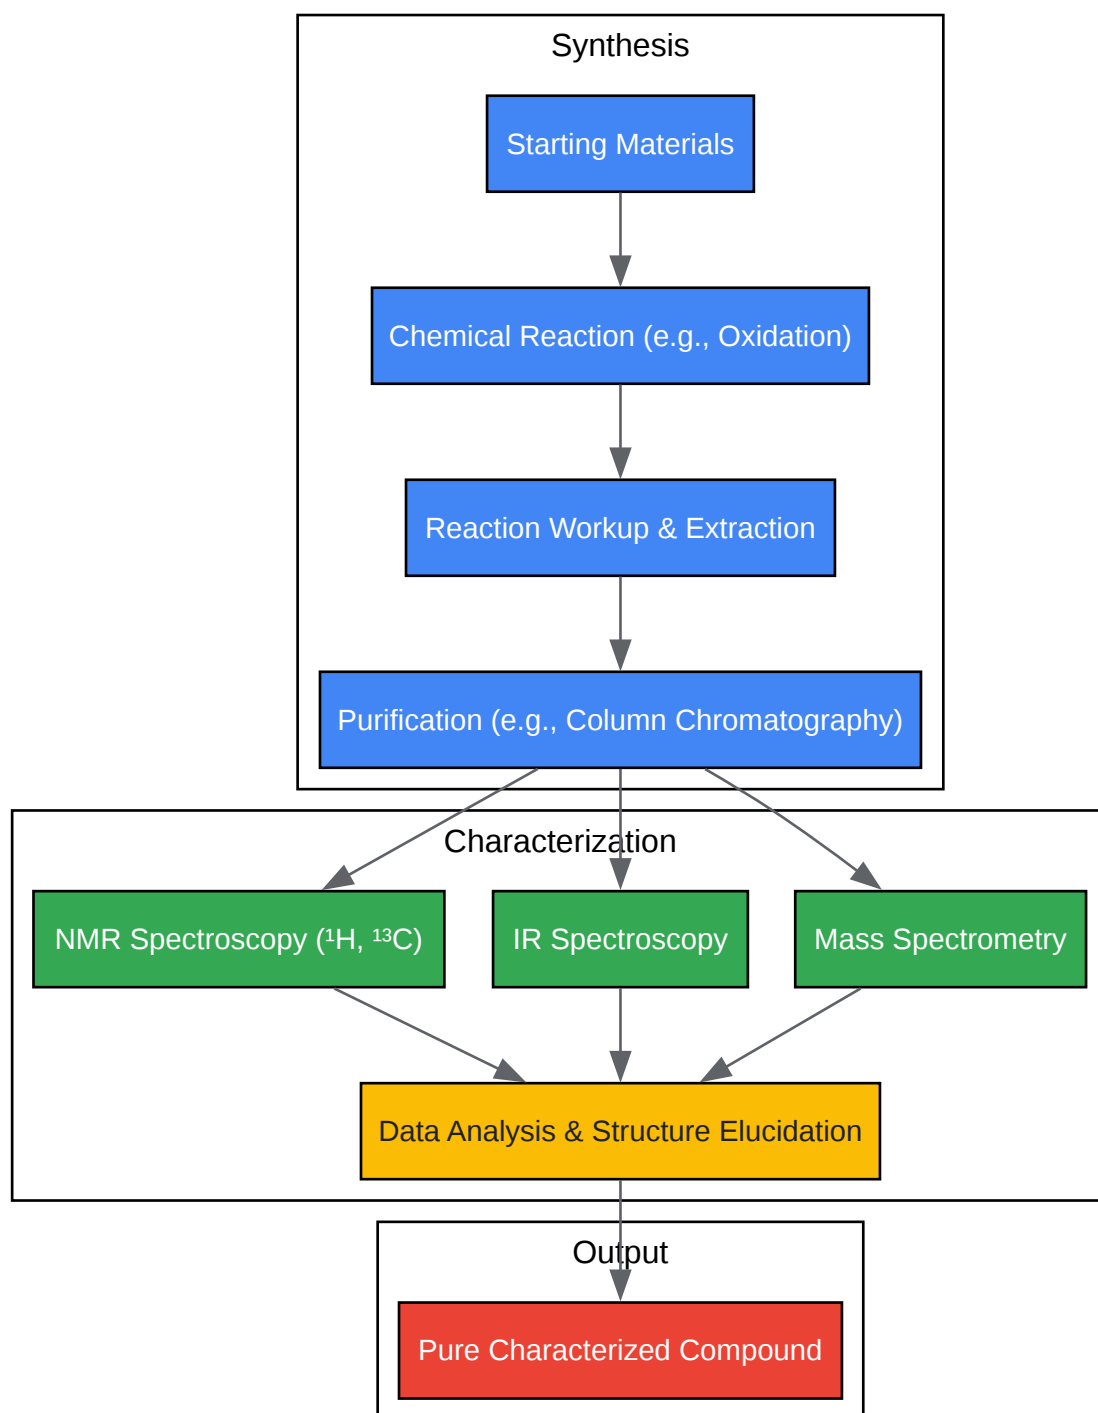 Synthesis
Starting Materials
Chemical Reaction (e.g., Oxidation)
Reaction Workup & Extraction
Purification (e.g., Column Chromatography)
Characterization
NMR Spectroscopy (¹H, ¹³C)
IR Spectroscopy
Mass Spectrometry
Data Analysis & Structure Elucidation
Output
Pure Characterized Compound